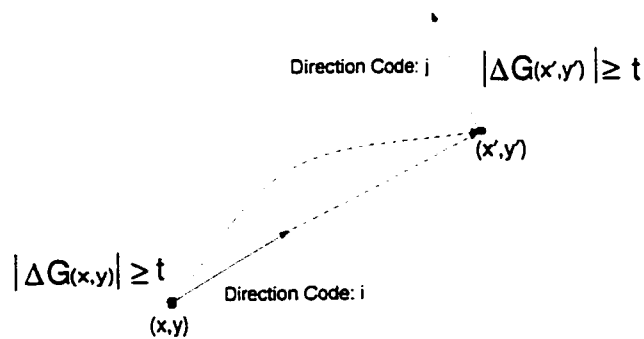 Direction Code: j
|ΔG(x',y')| ≥ t
(x',y')
|ΔG(x,y)| ≥ t
Direction Code: i
(x,y)